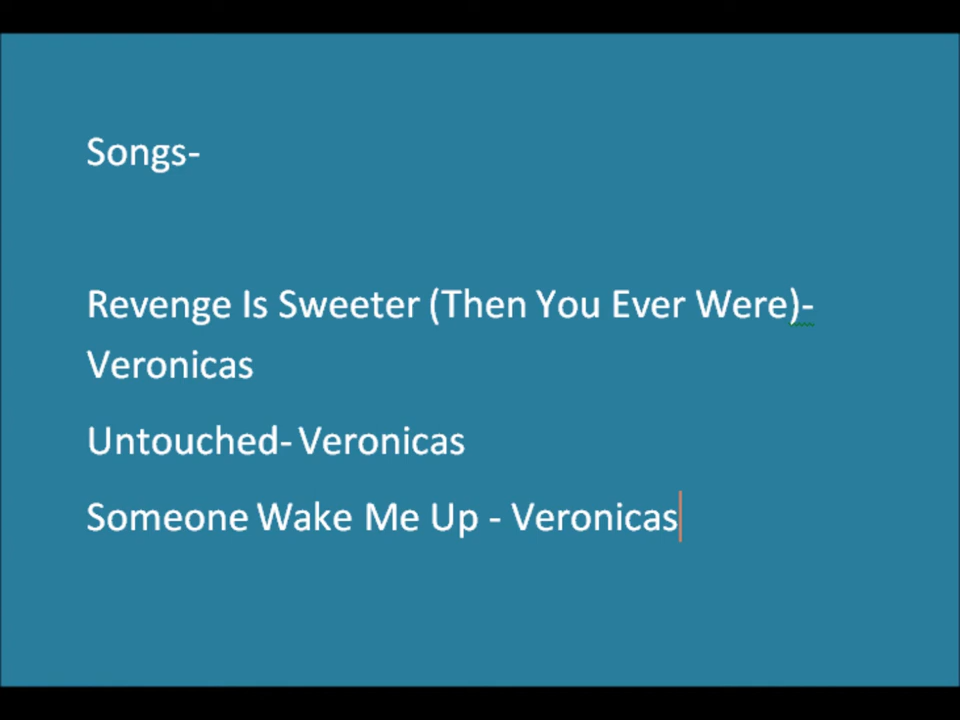 Songs-
Revenge Is Sweeter (Then You Ever Were)-
Veronicas
Untouched- Veronicas
Someone Wake Me Up - Veronicas